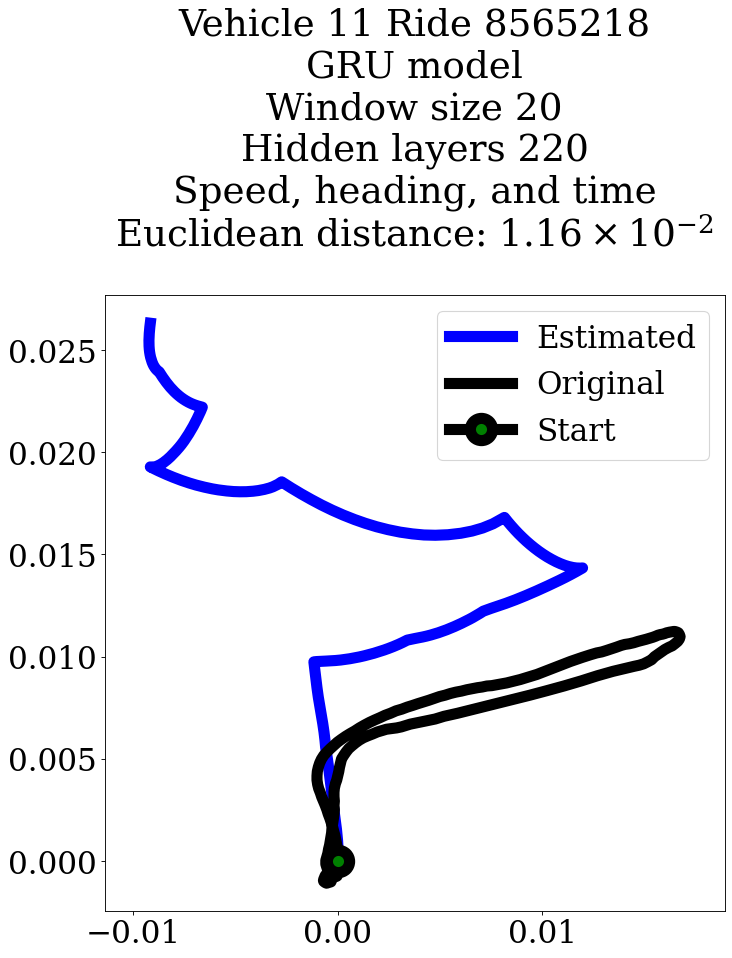 Vehicle 11 Ride 8565218
GRU model
Window size 20
Hidden layers 220
Speed, heading, and time
Euclidean distance: 1.16 × 10⁻²
Estimated
Original
Start
0.025
0.020
0.015
0.010
0.005
0.000
−0.01
0.00
0.01